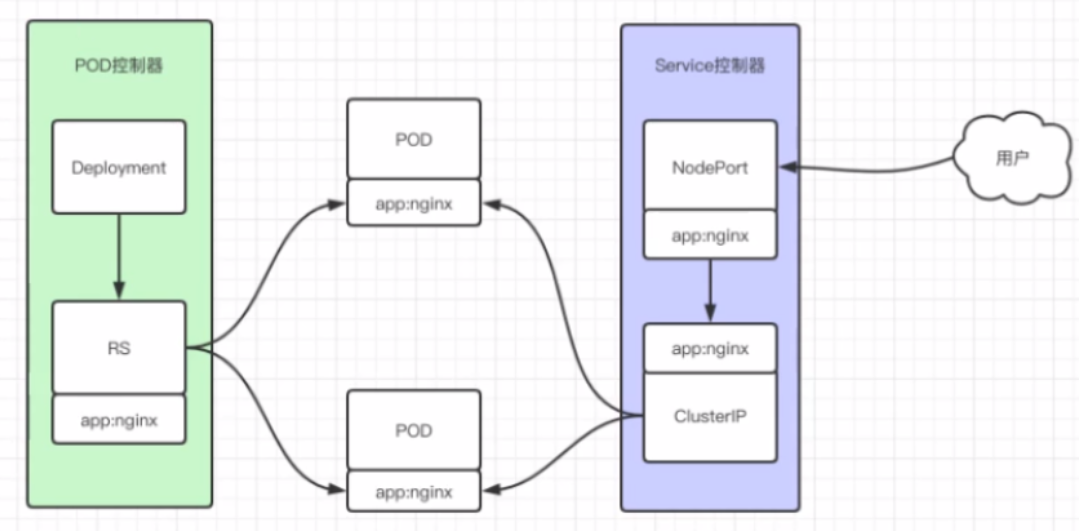 POD控制器
Deployment
RS
app:nginx
POD
app:nginx
POD
app:nginx
Service控制器
NodePort
app:nginx
app:nginx
ClusterIP
用户